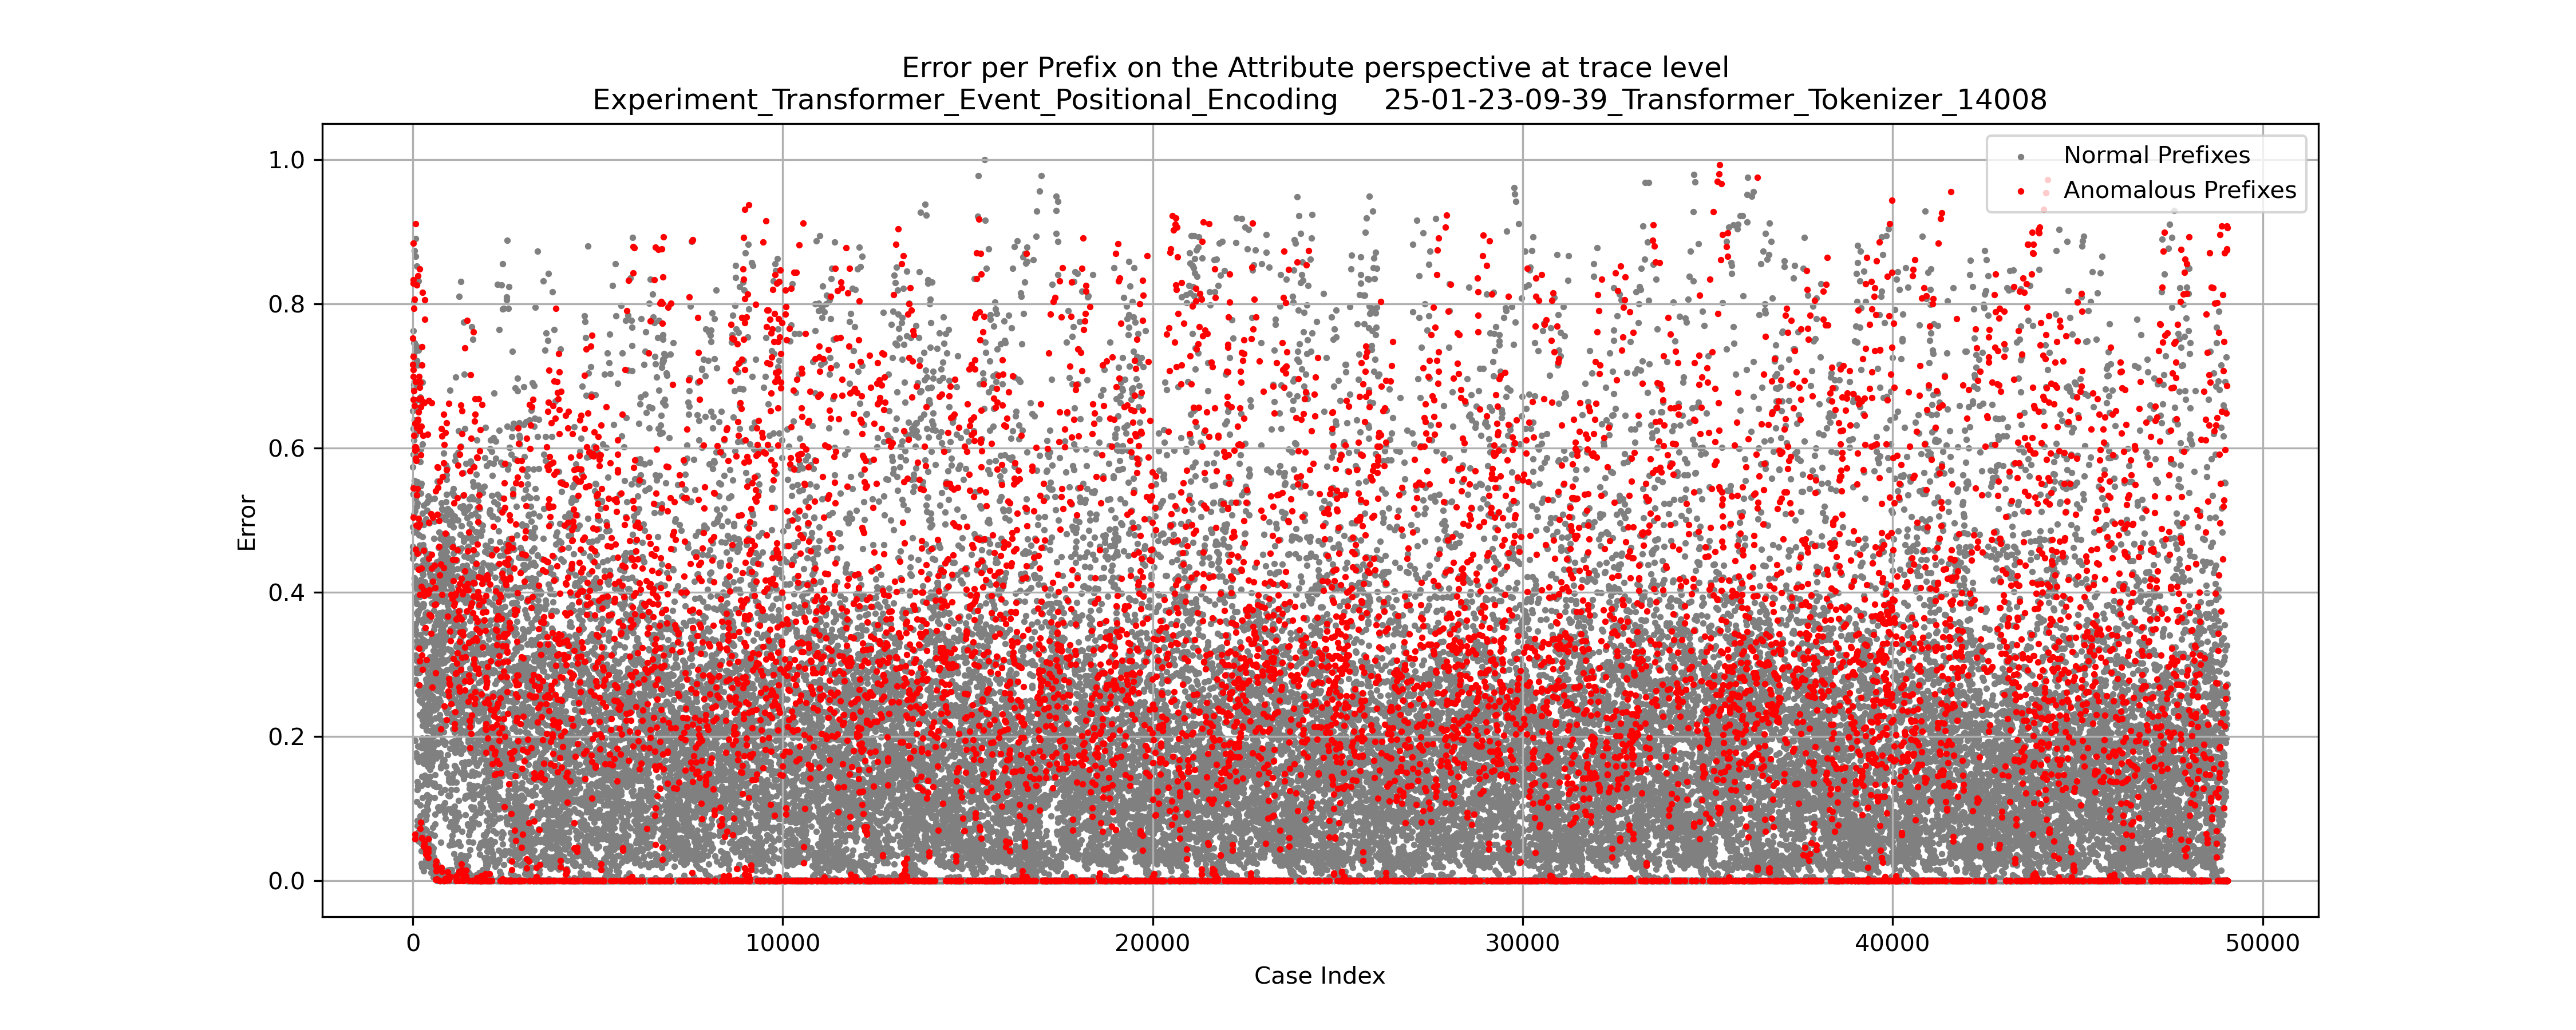 Error per Prefix on the Attribute perspective at trace level
Experiment_Transformer_Event_Positional_Encoding 25-01-23-09-39_Transformer_Tokenizer_14008
Normal Prefixes
Anomalous Prefixes
Error
1.0
0.8
0.6
0.4
0.2
0.0
0
10000
20000
30000
40000
50000
Case Index